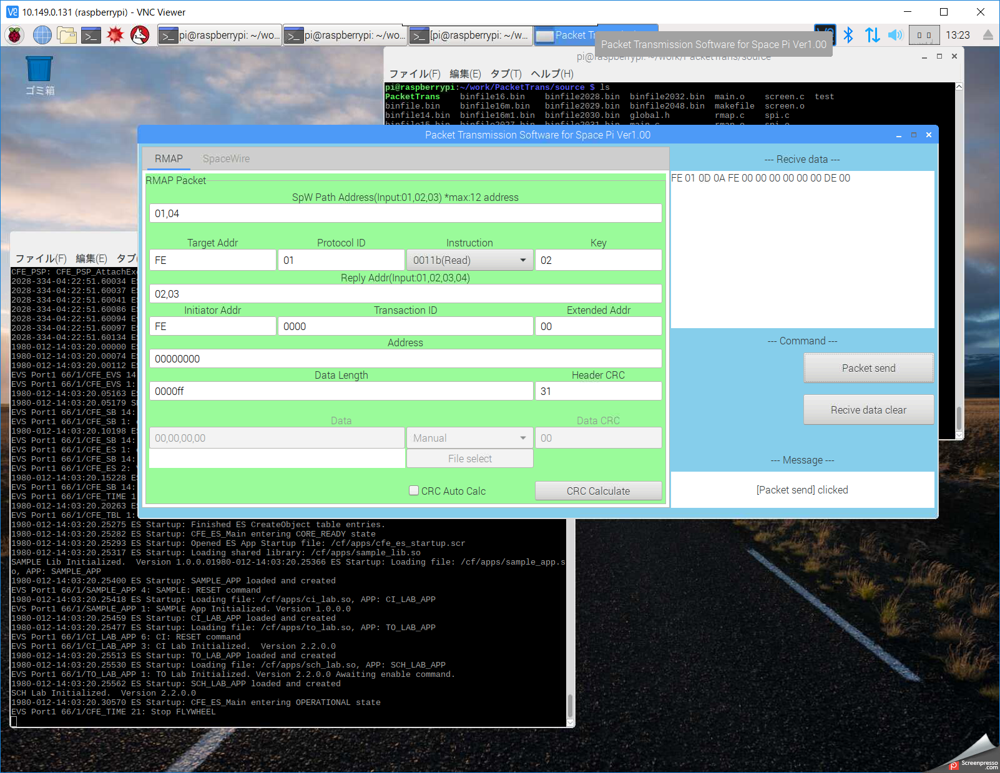 10.149.0.131 (raspberrypi) - VNC Viewer
pi@raspberrypi: ~/wo...
pi@raspberrypi: ~/wo...
[pi@raspberrypi: ~/w...
Packet T
13:23
Packet Transmission Software for Space Pi Ver1.00
pi@raspberrypi: ~/work/PacketTrans/source
ゴミ箱
ファイル(F) 編集(E) タブ(T) ヘルプ(H)
pi@raspberrypi:~/work/PacketTrans/source $ ls
PacketTrans binfile16.bin binfile2028.bin binfile2032.bin main.o screen.c test
binfile.bin binfile16m.bin binfile2029.bin binfile2048.bin makefile screen.o
binfile14.bin binfile16m1.bin binfile2030.bin global.h rmap.c spi.c
binfile15.bin binfile2027.bin binfile2031.bin main.c rmap.o spi.o
Packet Transmission Software for Space Pi Ver1.00
RMAP SpaceWire
RMAP Packet
SpW Path Address(Input:01,02,03) *max:12 address
01,04
Target Addr Protocol ID Instruction Key
FE 01 0011b(Read) 02
Reply Addr(Input:01,02,03,04)
02,03
Initiator Addr Transaction ID Extended Addr
FE 0000 00
Address
00000000
Data Length Header CRC
0000ff 31
Data Data CRC
00,00,00,00 Manual 00
File select
CRC Auto Calc CRC Calculate
--- Recive data ---
FE 01 0D 0A FE 00 00 00 00 00 00 DE 00
--- Command ---
Packet send
Recive data clear
--- Message ---
[Packet send] clicked
ファイル(F) 編集(E) タブ(
CFE_PSP: CFE_PSP_AttachEx
2028-334-04:22:51.60034 ES
2028-334-04:22:51.60037 ES
2028-334-04:22:51.60041 ES
2028-334-04:22:51.60086 ES
2028-334-04:22:51.60094 E
2028-334-04:22:51.60097 ES
2028-334-04:22:51.60134 ES
1980-012-14:03:20.00000 ES
1980-012-14:03:20.00074 ES
1980-012-14:03:20.00112 ES
EVS Port1 66/1/CFE_EVS 14
EVS Port1 66/1/CFE_EVS 1:
1980-012-14:03:20.05163 ES
1980-012-14:03:20.05179 S
EVS Port1 66/1/CFE_SB 14:
EVS Port1 66/1/CFE_SB 1:
1980-012-14:03:20.10198 ES
EVS Port1 66/1/CFE_SB 14:
EVS Port1 66/1/CFE_ES 1:
EVS Port1 66/1/CFE_SB 14:
EVS Port1 66/1/CFE_ES 2:
1980-012-14:03:20.15228 ES
EVS Port1 66/1/CFE_SB 14:
EVS Port1 66/1/CFE_TIME 1
1980-012-14:03:20.20263 ES
EVS Port1 66/1/CFE_TBL 1:
1980-012-14:03:20.25275 ES Startup: Finished ES CreateObject table entries.
1980-012-14:03:20.25282 ES Startup: CFE_ES_Main entering CORE_READY state
1980-012-14:03:20.25293 ES Startup: Opened ES App Startup file: /cf/apps/cfe_es_startup.scr
1980-012-14:03:20.25317 ES Startup: Loading shared library: /cf/apps/sample_lib.so
SAMPLE Lib Initialized.  Version 1.0.0.01980-012-14:03:20.25366 ES Startup: Loading file: /cf/apps/sample_app.s
o, APP: SAMPLE_APP
1980-012-14:03:20.25400 ES Startup: SAMPLE_APP loaded and created
EVS Port1 66/1/SAMPLE_APP 4: SAMPLE: RESET command
1980-012-14:03:20.25418 ES Startup: Loading file: /cf/apps/ci_lab.so, APP: CI_LAB_APP
EVS Port1 66/1/SAMPLE_APP 1: SAMPLE App Initialized. Version 1.0.0.0
1980-012-14:03:20.25459 ES Startup: CI_LAB_APP loaded and created
1980-012-14:03:20.25477 ES Startup: Loading file: /cf/apps/to_lab.so, APP: TO_LAB_APP
EVS Port1 66/1/CI_LAB_APP 6: CI: RESET command
EVS Port1 66/1/CI_LAB_APP 3: CI Lab Initialized.  Version 2.2.0.0
1980-012-14:03:20.25513 ES Startup: TO_LAB_APP loaded and created
1980-012-14:03:20.25530 ES Startup: Loading file: /cf/apps/sch_lab.so, APP: SCH_LAB_APP
EVS Port1 66/1/TO_LAB_APP 1: TO Lab Initialized. Version 2.2.0.0 Awaiting enable command.
1980-012-14:03:20.25562 ES Startup: SCH_LAB_APP loaded and created
SCH Lab Initialized.  Version 2.2.0.0
1980-012-14:03:20.30570 ES Startup: CFE_ES_Main entering OPERATIONAL state
EVS Port1 66/1/CFE_TIME 21: Stop FLYWHEEL
Screenpresso
.com